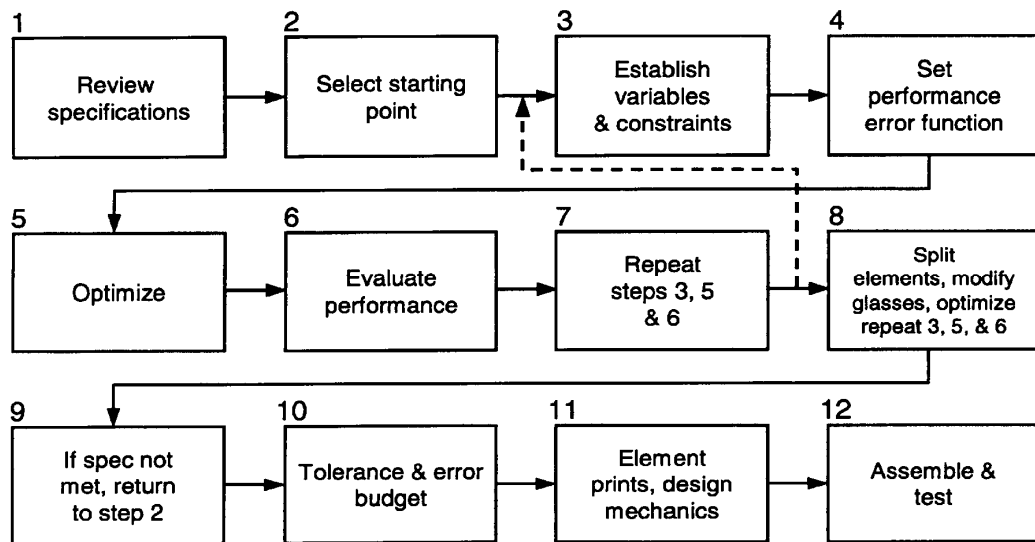 1
Review
specifications
2
Select starting
point
3
Establish
variables
& constraints
4
Set
performance
error function
5
Optimize
6
Evaluate
performance
7
Repeat
steps 3, 5
& 6
8
Split
elements, modify
glasses, optimize
repeat 3, 5, & 6
9
If spec not
met, return
to step 2
10
Tolerance & error
budget
11
Element
prints, design
mechanics
12
Assemble &
test